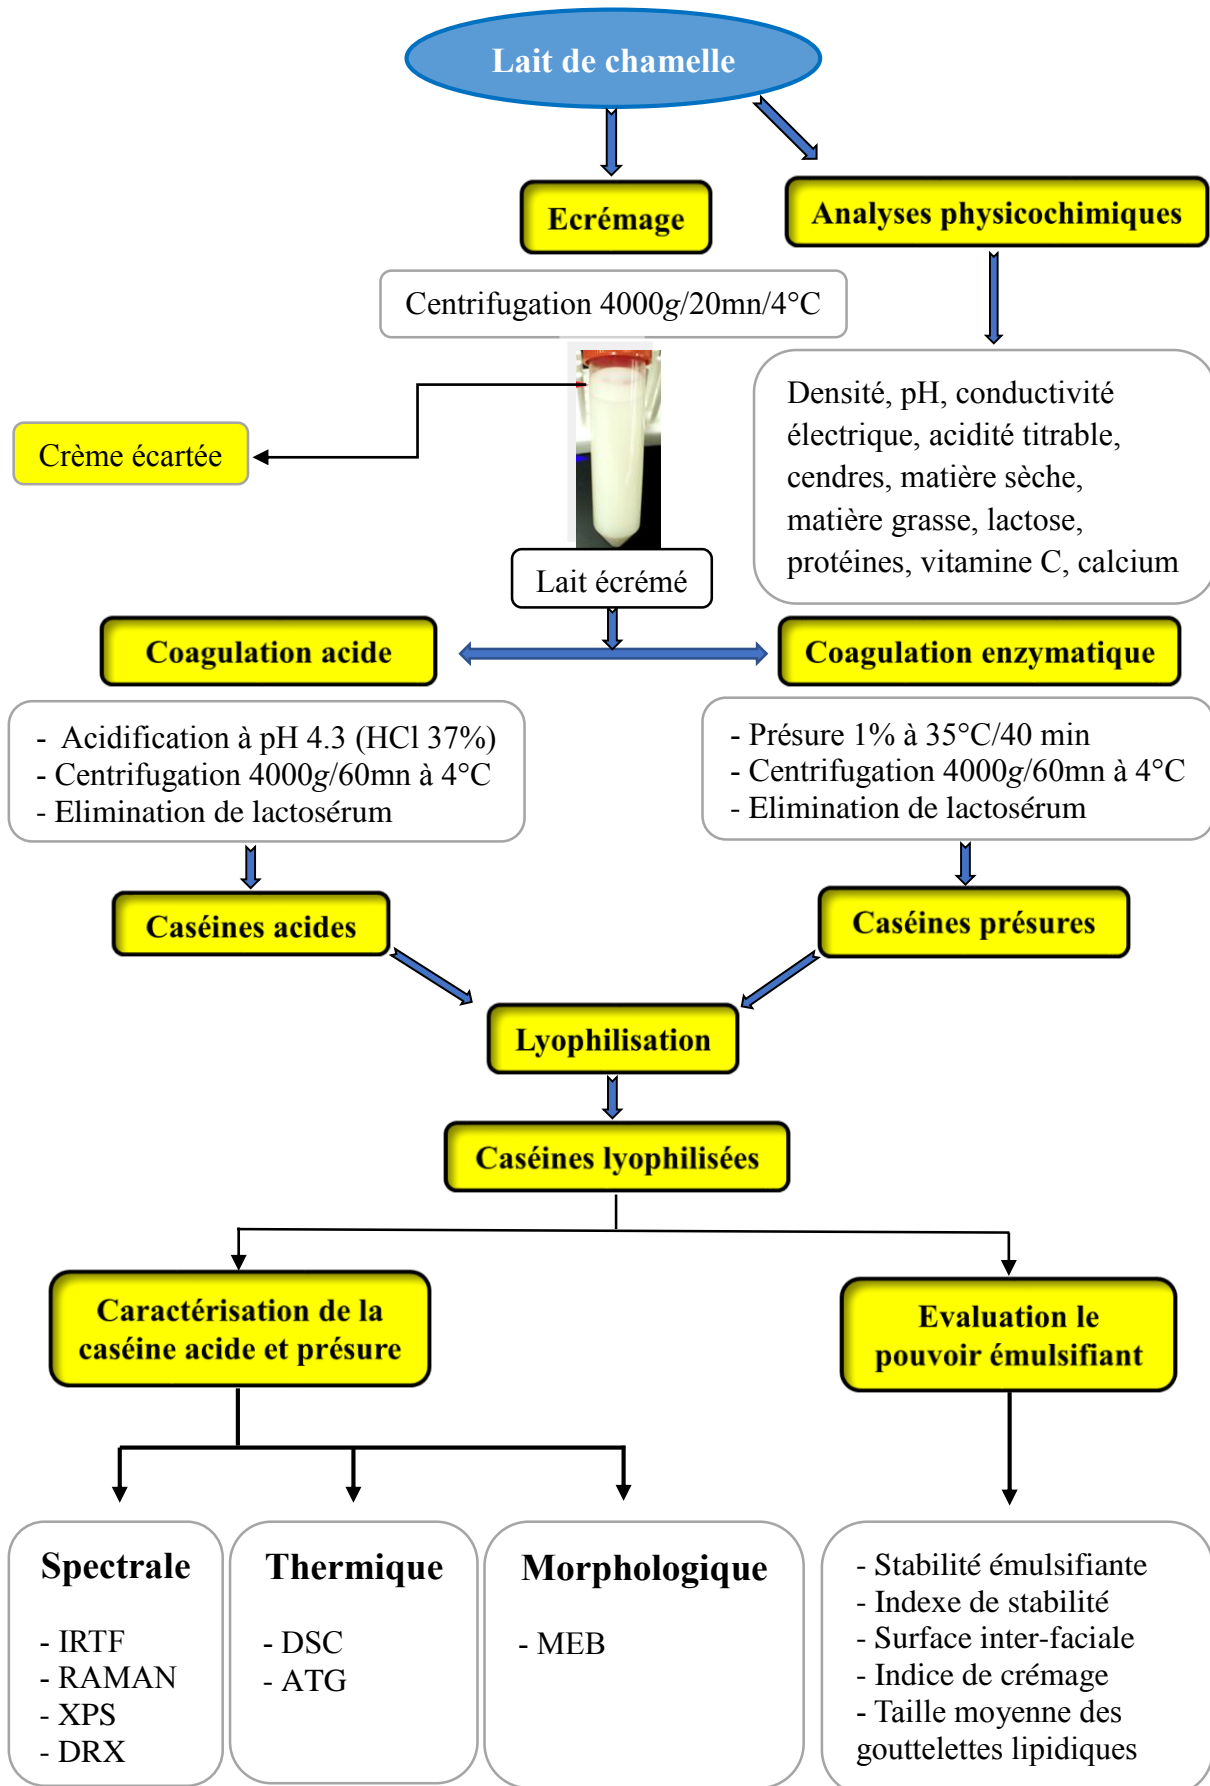 Lait de chamelle
Ecrémage
Analyses physicochimiques
Centrifugation 4000g/20mn/4°C
Densité, pH, conductivité
électrique, acidité titrable,
cendres, matière sèche,
matière grasse, lactose,
protéines, vitamine C, calcium
Crème écartée
Lait écrémé
Coagulation acide
Coagulation enzymatique
- Acidification à pH 4.3 (HCl 37%)
- Centrifugation 4000g/60mn à 4°C
- Elimination de lactosérum
- Présure 1% à 35°C/40 min
- Centrifugation 4000g/60mn à 4°C
- Elimination de lactosérum
Caséines acides
Caséines présures
Lyophilisation
Caséines lyophilisées
Caractérisation de la
caséine acide et présure
Evaluation le
pouvoir émulsifiant
Spectrale
- IRTF
- RAMAN
- XPS
- DRX
Thermique
- DSC
- ATG
Morphologique
- MEB
- Stabilité émulsifiante
- Indexe de stabilité
- Surface inter-faciale
- Indice de crémage
- Taille moyenne des
gouttelettes lipidiques